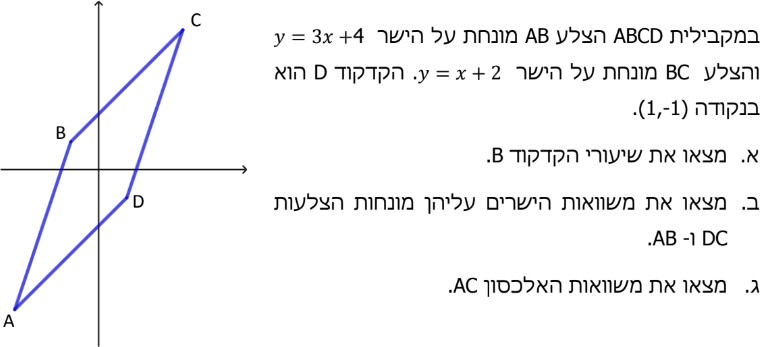 במקבילית ABCD הצלע AB מונחת על הישר y = 3x +4
והצלע BC מונחת על הישר y = x + 2. הקדקוד D הוא
בנקודה (1,-1).
א. מצאו את שיעורי הקדקוד B.
ב. מצאו את משוואות הישרים עליהן מונחות הצלעות
DC ו- AB.
ג. מצאו את משוואות האלכסון AC.
C
B
D
A